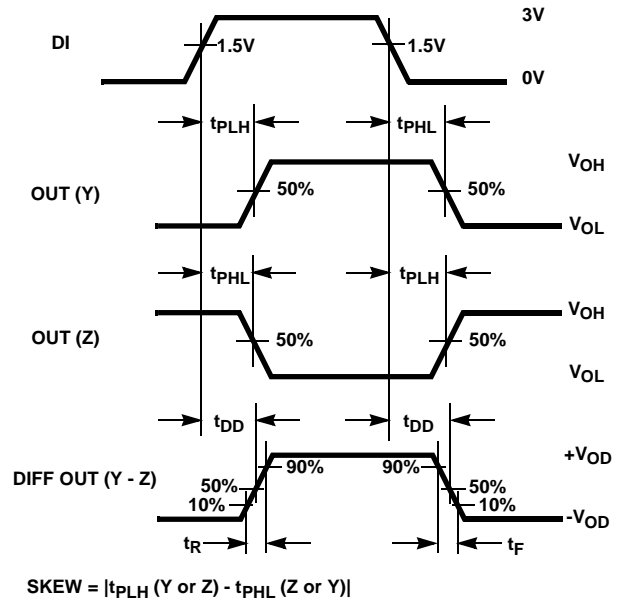 3V
DI
1.5V
1.5V
0V
tPLH
tPHL
VOH
50%
50%
OUT (Y)
VOL
tPHL
tPLH
VOH
OUT (Z)
50%
50%
VOL
tDD
tDD
+VOD
90%
90%
DIFF OUT (Y - Z)
50%
50%
10%
10%
-VOD
tR
tF
SKEW = |tPLH (Y or Z) - tPHL (Z or Y)|